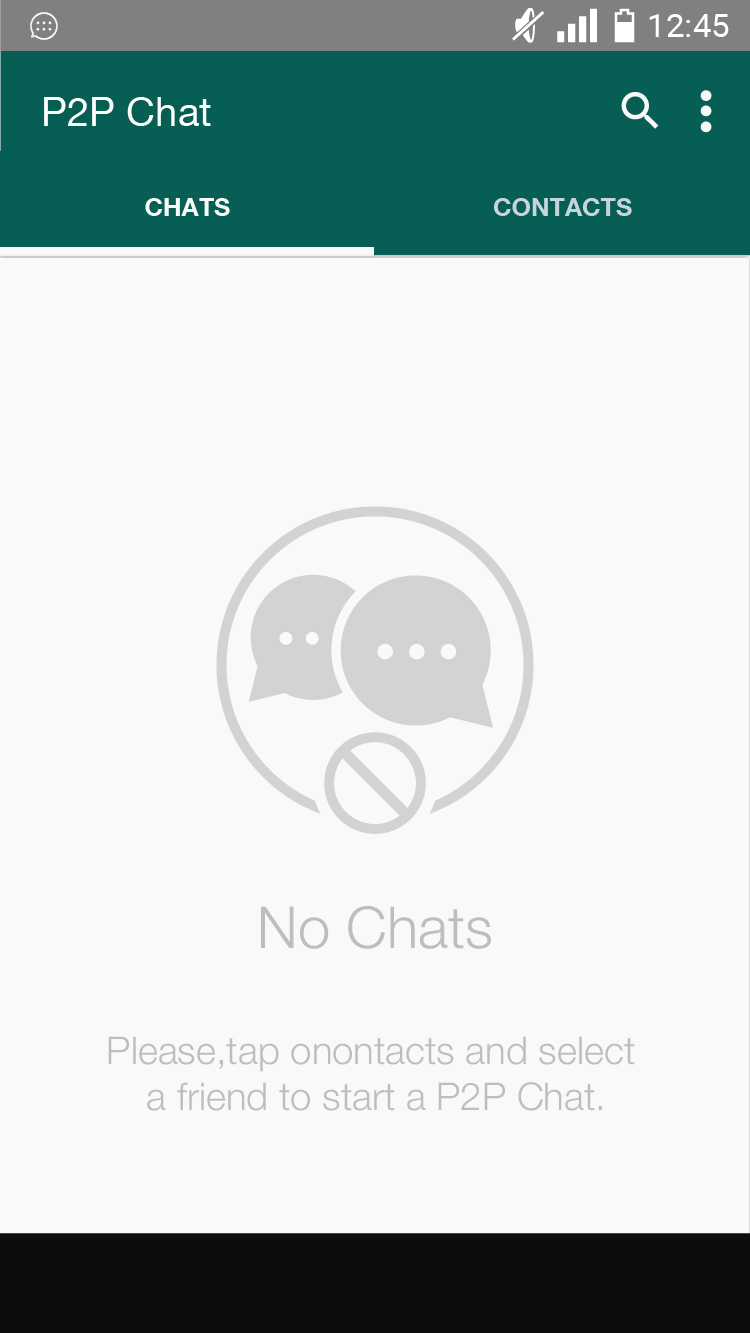 12:45
P2P Chat
CHATS
CONTACTS
No Chats
Please,tap onontacts and select
a friend to start a P2P Chat.